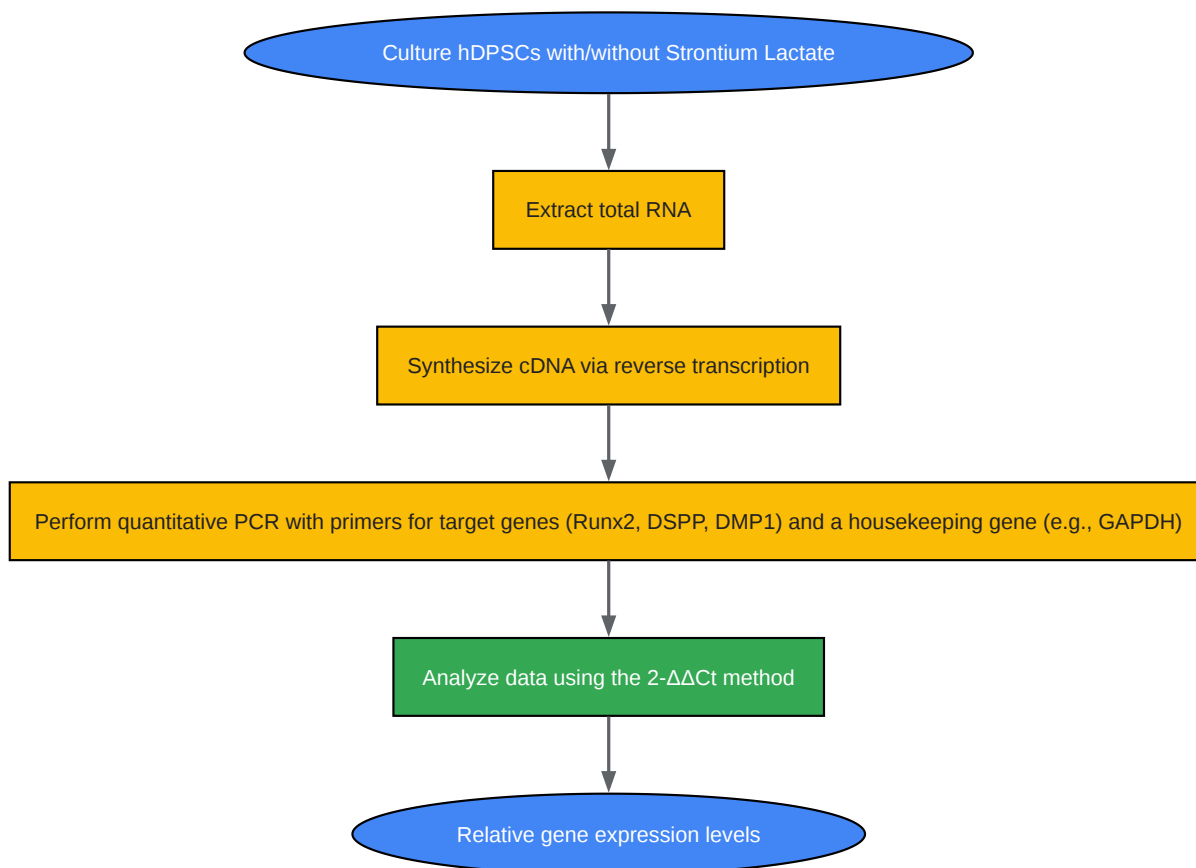 Culture hDPSCs with/without Strontium Lactate
Extract total RNA
Synthesize cDNA via reverse transcription
Perform quantitative PCR with primers for target genes (Runx2, DSPP, DMP1) and a housekeeping gene (e.g., GAPDH)
Analyze data using the 2-ΔΔCt method
Relative gene expression levels